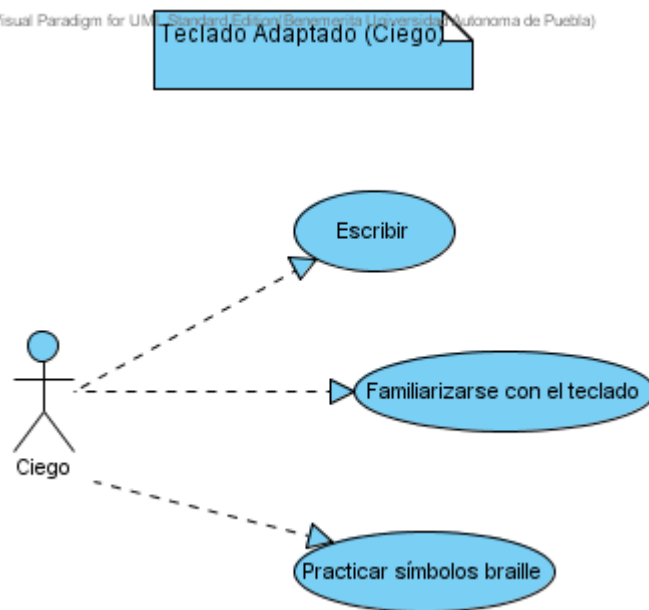 Visual Paradigm for UML Standard Edition(Benemerita Universidad Autonoma de Puebla)
Teclado Adaptado (Ciego)
Escribir
Familiarizarse con el teclado
Ciego
Practicar símbolos braille